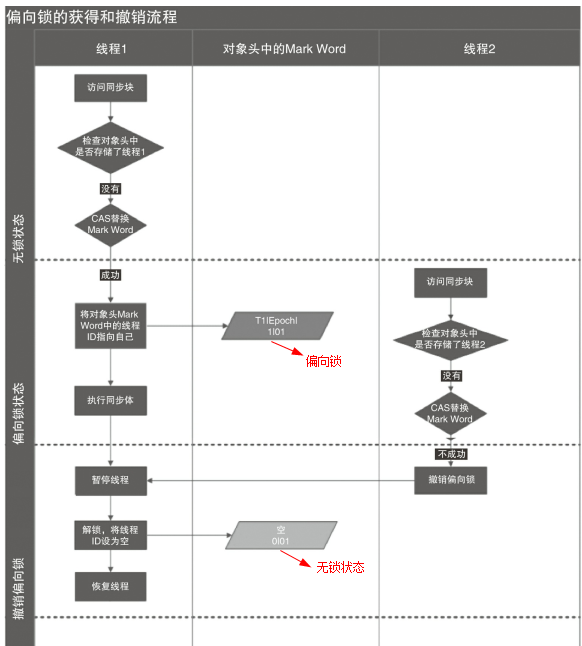 偏向锁的获得和撤销流程
线程1
对象头中的Mark Word
线程2
无锁状态
访问同步块
检查对象头中
是否存储了线程1
没有
CAS替换
Mark Word
偏向锁状态
成功
将对象头Mark
Word中的线程
ID指向自己
T1|Epoch|
1|01
偏向锁
执行同步体
访问同步块
检查对象头中
是否存储了线程2
没有
CAS替换
Mark Word
不成功
撤销偏向锁
撤销偏向锁
暂停线程
解锁，将线程
ID设为空
空
0|01
无锁状态
恢复线程